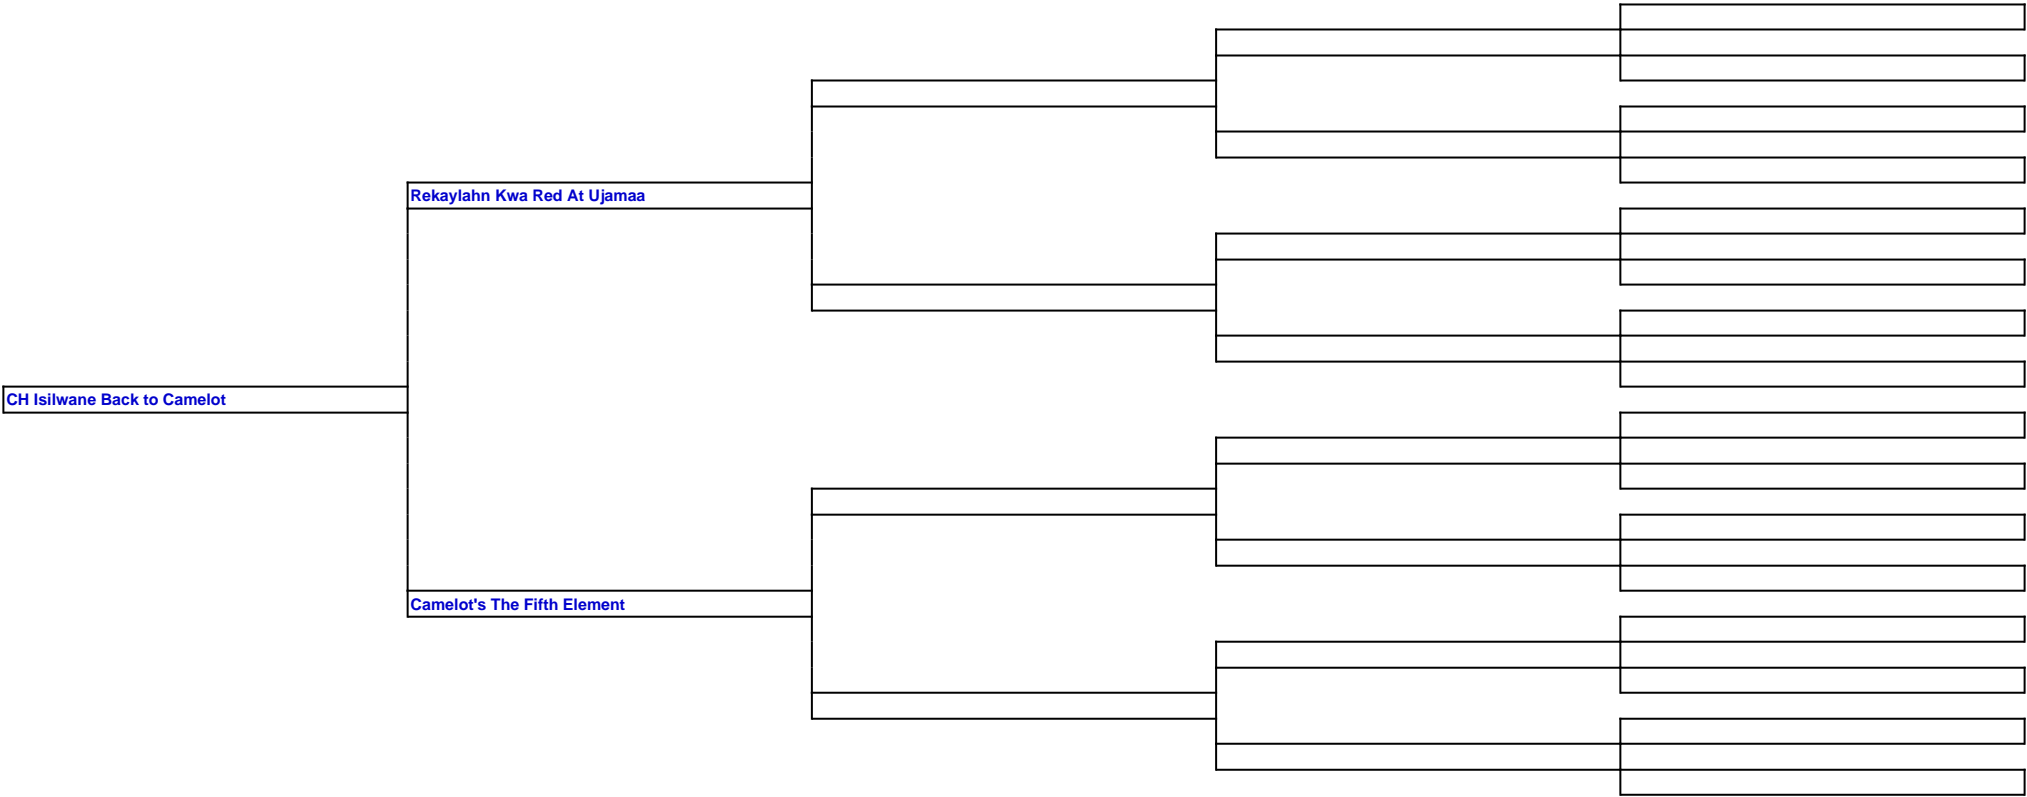 Rekaylahn Kwa Red At Ujamaa
CH Isilwane Back to Camelot
Camelot's The Fifth Element